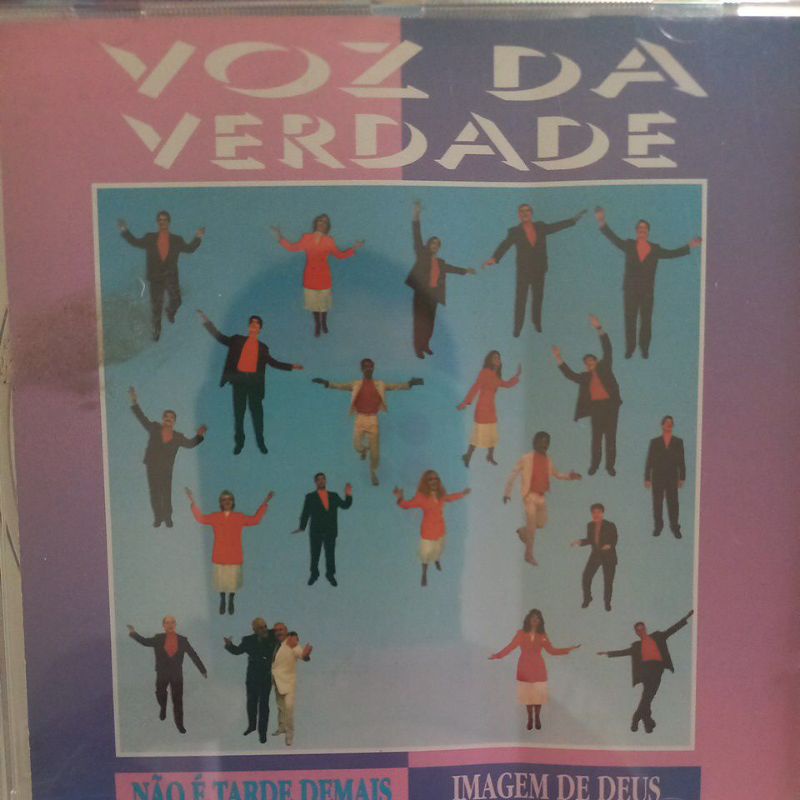 VOZ DA
VERDADE
NÃO É TARDE DEMAIS
IMAGEM DE DEUS